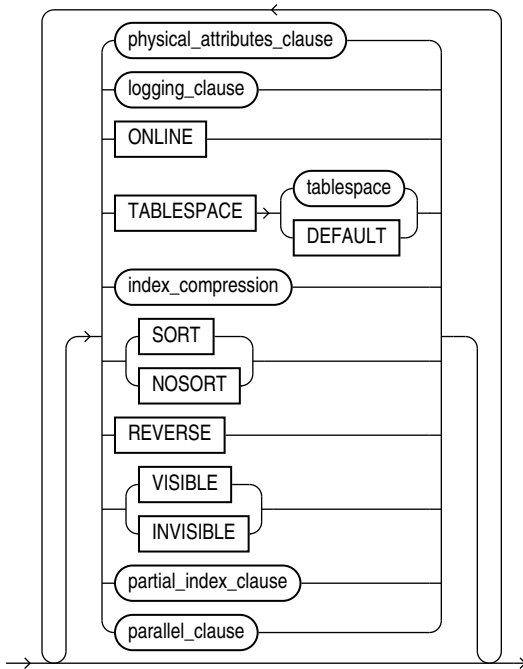 physical_attributes_clause
logging_clause
ONLINE
tablespace
TABLESPACE
DEFAULT
index_compression
SORT
NOSORT
REVERSE
VISIBLE
INVISIBLE
partial_index_clause
parallel_clause